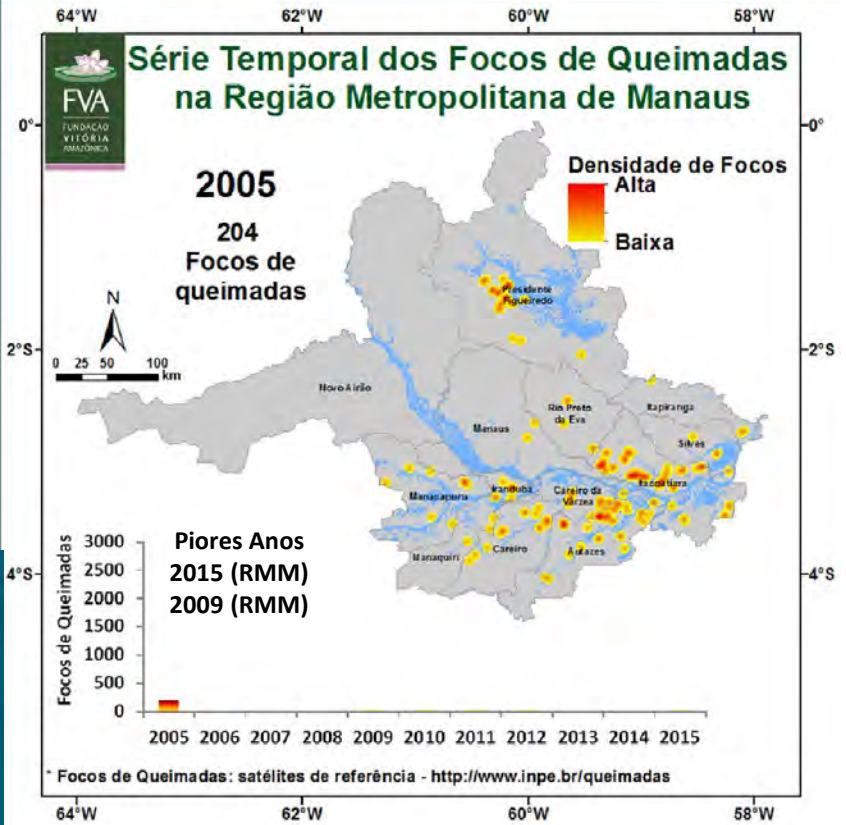 64°W 62°W 60°W 58°W
FVA
FUNDAÇÃO
VITÓRIA
AMAZÔNICA
Série Temporal dos Focos de Queimadas
na Região Metropolitana de Manaus
0° 0°
2005
204
Focos de
queimadas
Densidade de Focos
Alta
Baixa
N
0 25 50 100
km
2°S 2°S
Presidente
Figueiredo
Novo Airão
Manaus
Rio Preto
da Eva
Itapiranga
Silves
Itacoatiara
Manacapuru
Iranduba
Careiro da
Várzea
Manaquiri
Careiro
Autazes
4°S 4°S
Piores Anos
2015 (RMM)
2009 (RMM)
Focos de Queimadas
3000
2500
2000
1500
1000
500
0
2005 2006 2007 2008 2009 2010 2011 2012 2013 2014 2015
* Focos de Queimadas: satélites de referência - http://www.inpe.br/queimadas
64°W 62°W 60°W 58°W